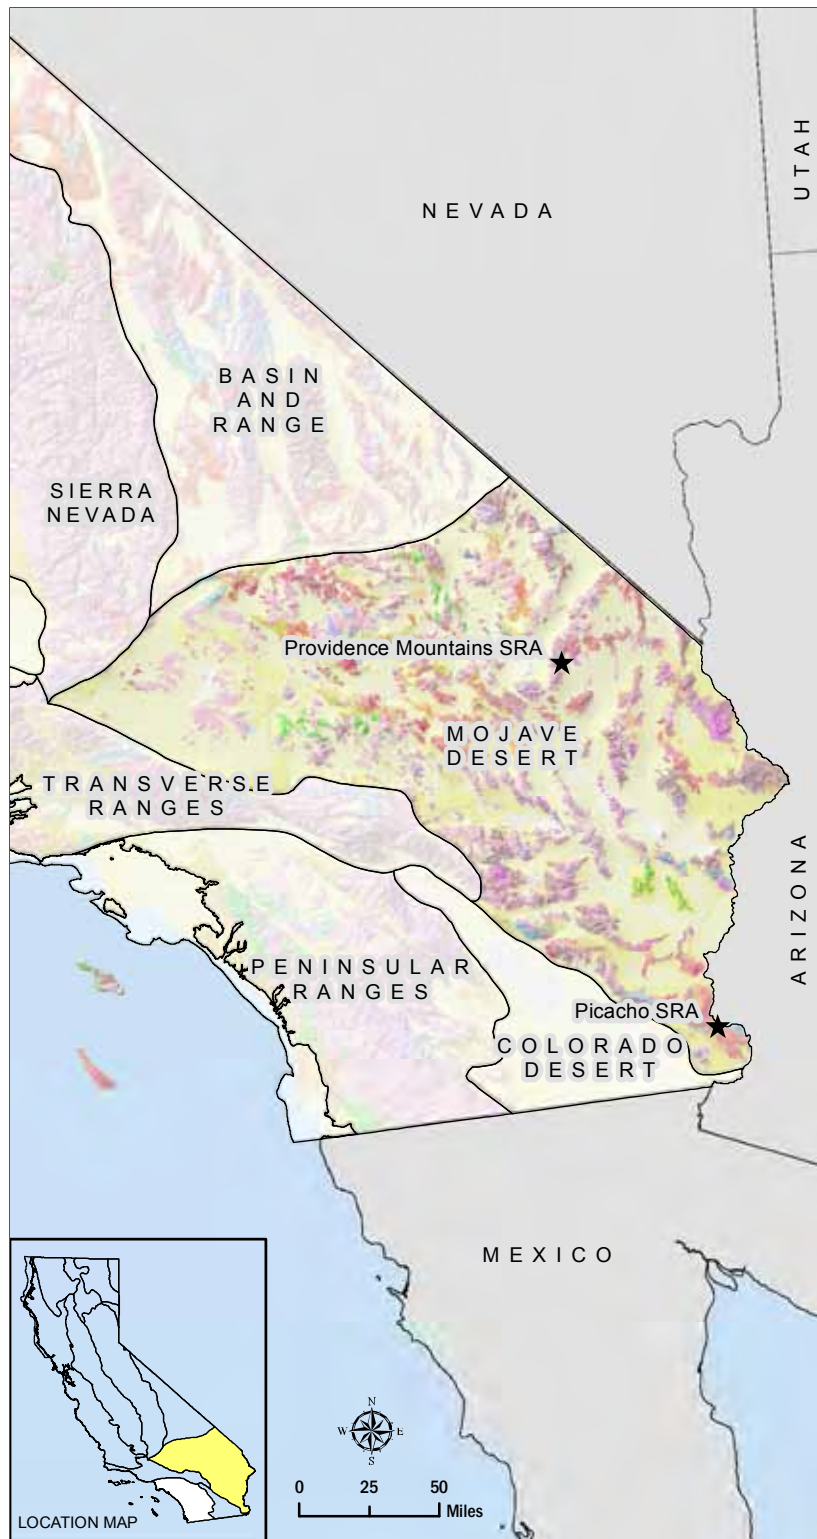 NEVADA
UTAH
BASIN
AND
RANGE
SIERRA
NEVADA
Providence Mountains SRA
MOJAVE
DESERT
TRANSVERSE
RANGES
ARIZONA
PENINSULAR
RANGES
Picacho SRA
COLORADO
DESERT
MEXICO
N
W
E
S
0 25 50
Miles
LOCATION MAP